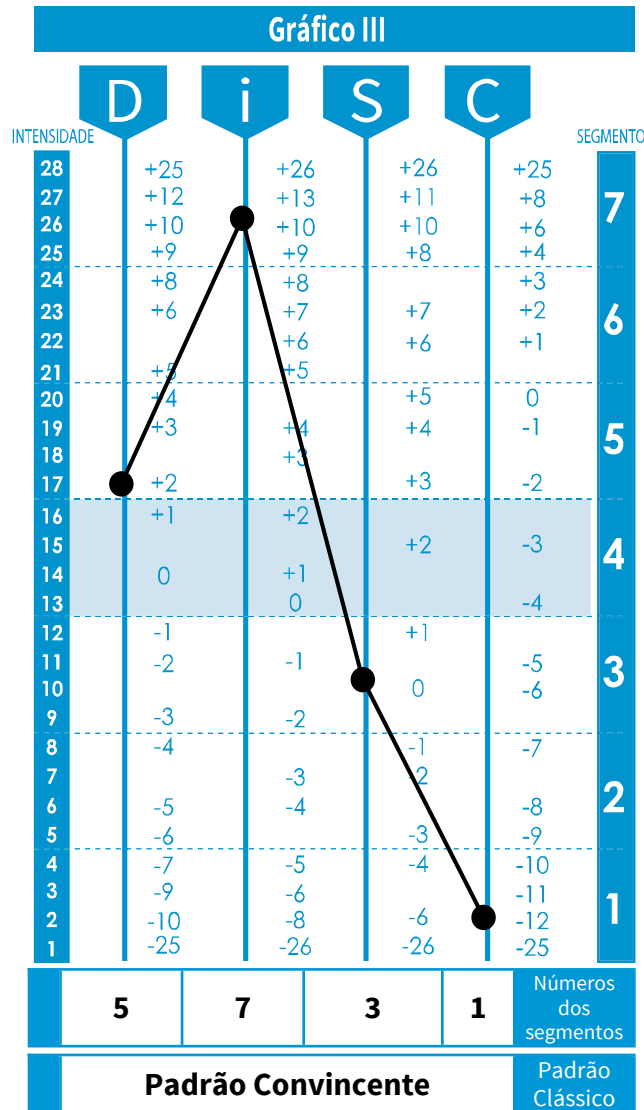 Gráfico III
D i S C
INTENSIDADE SEGMENTO
28 +25 +26 +26 +25
27 +12 +13 +11 +8
7
26 +10 +10 +10 +6
25 +9 +9 +8 +4
24 +8 +8 +3
23 +6 +7 +7 +2
6
22 +6 +6 +1
21 +5 +5
20 +4 +5 0
19 +3 +4 +4 -1
5
18 +3
17 +2 +3 -2
16 +1 +2
15 +2 -3
4
14 0 +1
13 0 -4
12 -1 +1
11 -2 -1 -5
3
10 0 -6
9 -3 -2
8 -4 -1 -7
7 -3 -2
2
6 -5 -4 -8
5 -6 -3 -9
4 -7 -5 -4 -10
3 -9 -6 -11
1
2 -10 -8 -6 -12
1 -25 -26 -26 -25
5 7 3 1
Números
dos
segmentos
Padrão Convincente
Padrão
Clássico